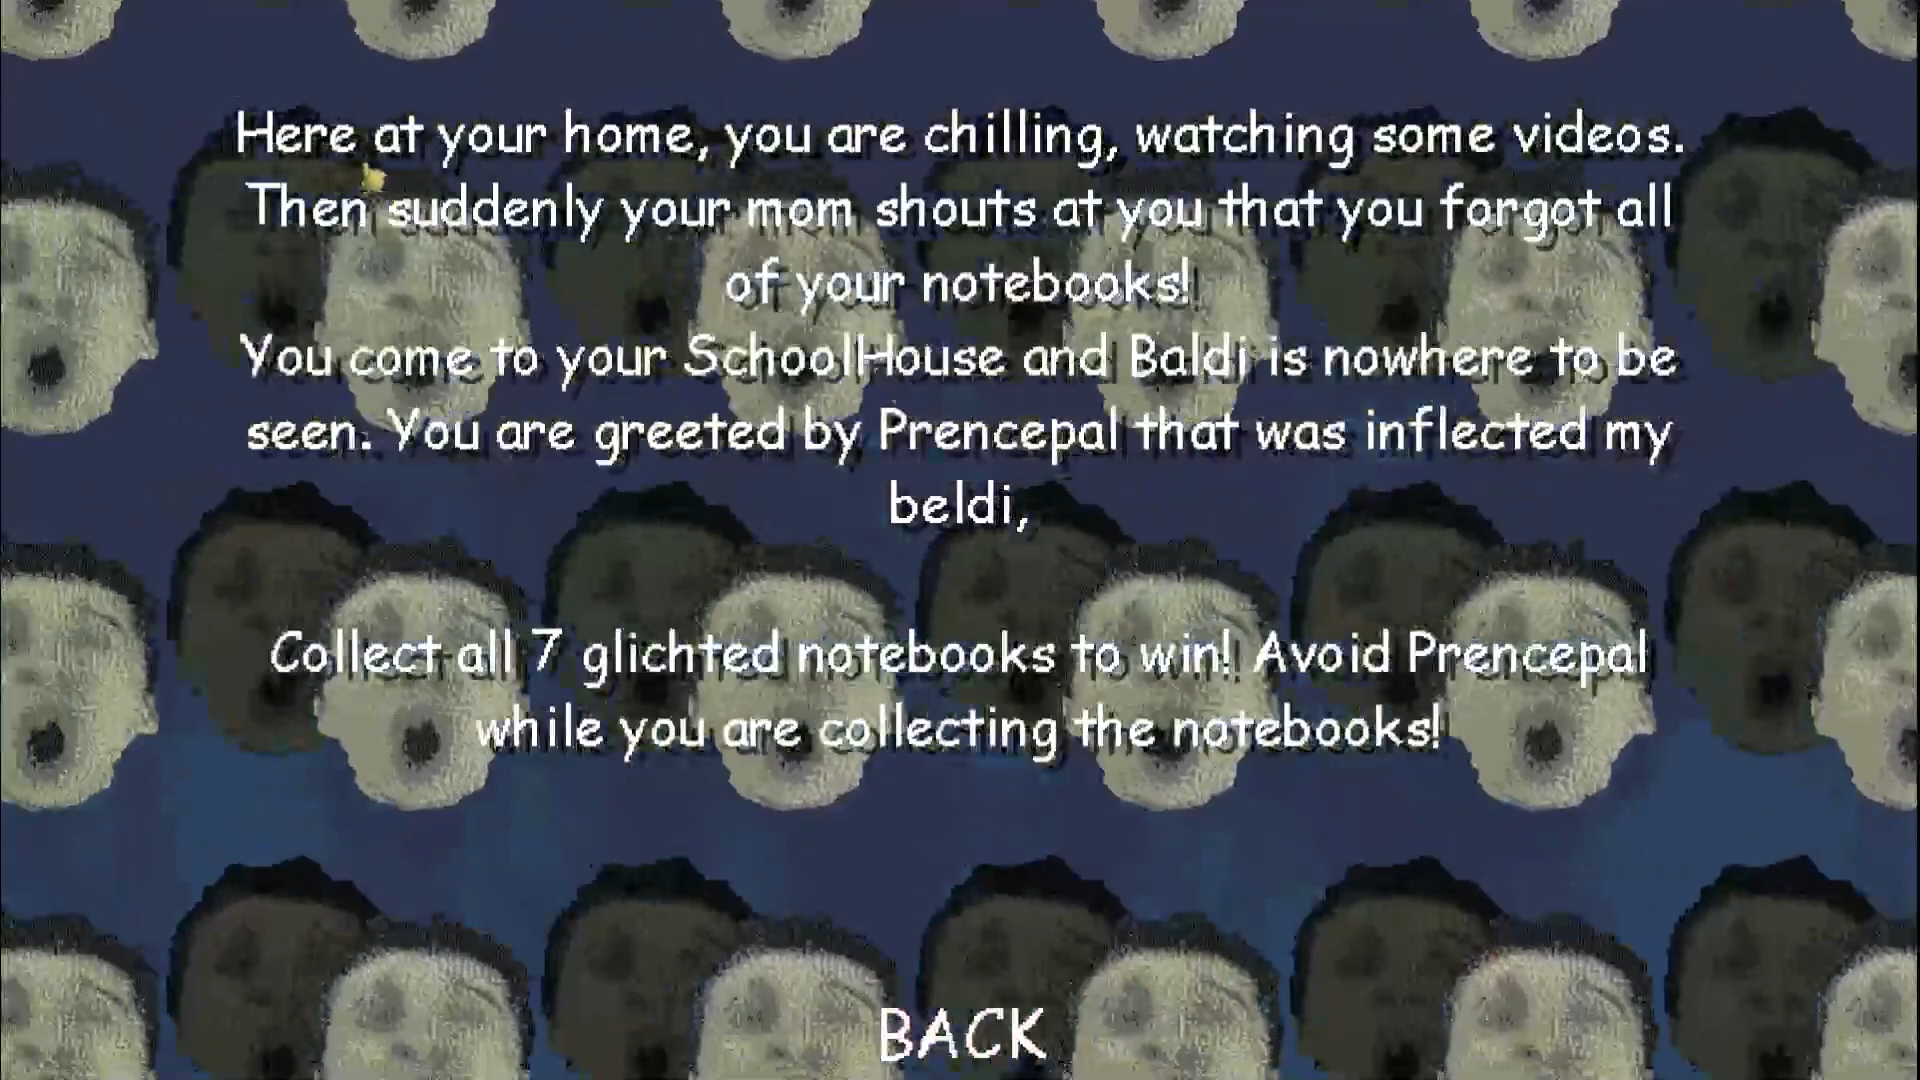 Here at your home, you are chilling, watching some videos.
Then suddenly your mom shouts at you that you forgot all
of your notebooks!
You come to your SchoolHouse and Baldi is nowhere to be
seen. You are greeted by Prencepal that was inflected my
beldi,
Collect all 7 glichted notebooks to win! Avoid Prencepal
while you are collecting the notebooks!
BACK